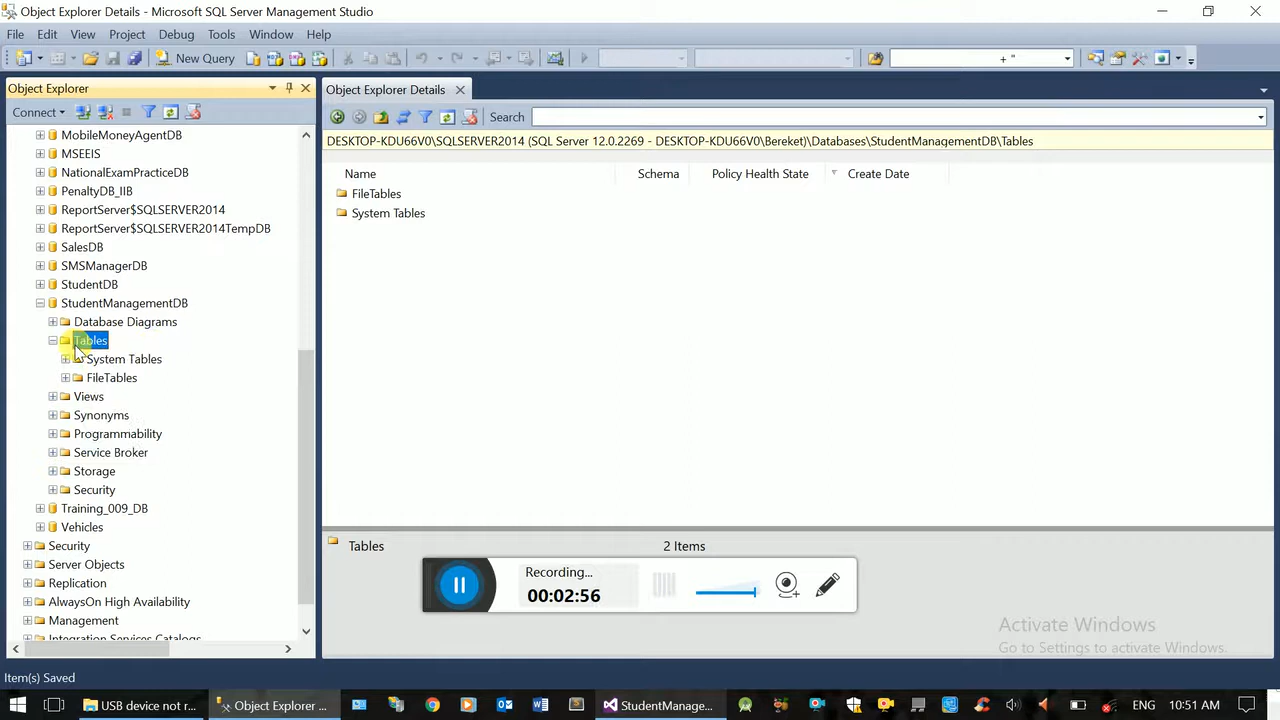 Object Explorer Details - Microsoft SQL Server Management Studio
File Edit View Project Debug Tools Window Help
New Query
+ "
Object Explorer
Connect
MobileMoneyAgentDB
MSEEIS
NationalExamPracticeDB
PenaltyDB_IIB
ReportServer$SQLSERVER2014
ReportServer$SQLSERVER2014TempDB
SalesDB
SMSManagerDB
StudentDB
StudentManagementDB
Database Diagrams
Tables
System Tables
FileTables
Views
Synonyms
Programmability
Service Broker
Storage
Security
Training_009_DB
Vehicles
Security
Server Objects
Replication
AlwaysOn High Availability
Management
Integration Services Catalogs
Object Explorer Details
Search
DESKTOP-KDU66V0\SQLSERVER2014 (SQL Server 12.0.2269 - DESKTOP-KDU66V0\Bereket)\Databases\StudentManagementDB\Tables
Name Schema Policy Health State Create Date
FileTables
System Tables
Tables 2 Items
Recording...
00:02:56
Activate Windows
Go to Settings to activate Windows.
Item(s) Saved
USB device not r...
Object Explorer ...
StudentManage...
ENG 10:51 AM